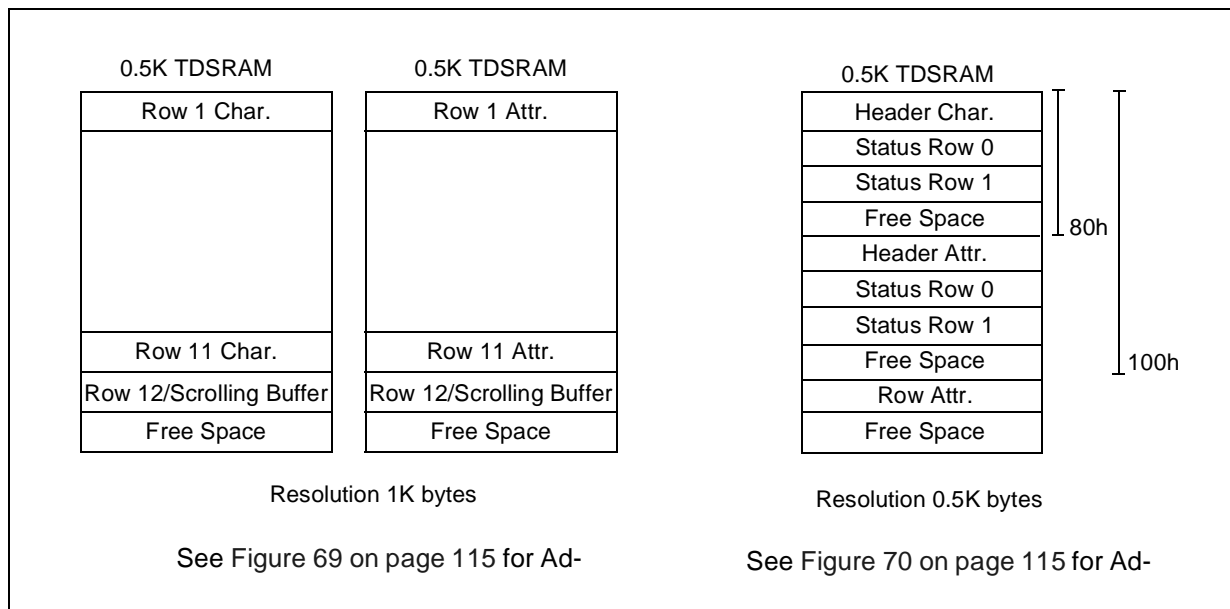 0.5K TDSRAM
Row 1 Char.
Row 11 Char.
Row 12/Scrolling Buffer
Free Space
0.5K TDSRAM
Row 1 Attr.
Row 11 Attr.
Row 12/Scrolling Buffer
Free Space
Resolution 1K bytes
See Figure 69 on page 115 for Ad-
0.5K TDSRAM
Header Char.
Status Row 0
Status Row 1
Free Space
Header Attr.
Status Row 0
Status Row 1
Free Space
Row Attr.
Free Space
80h
100h
Resolution 0.5K bytes
See Figure 70 on page 115 for Ad-